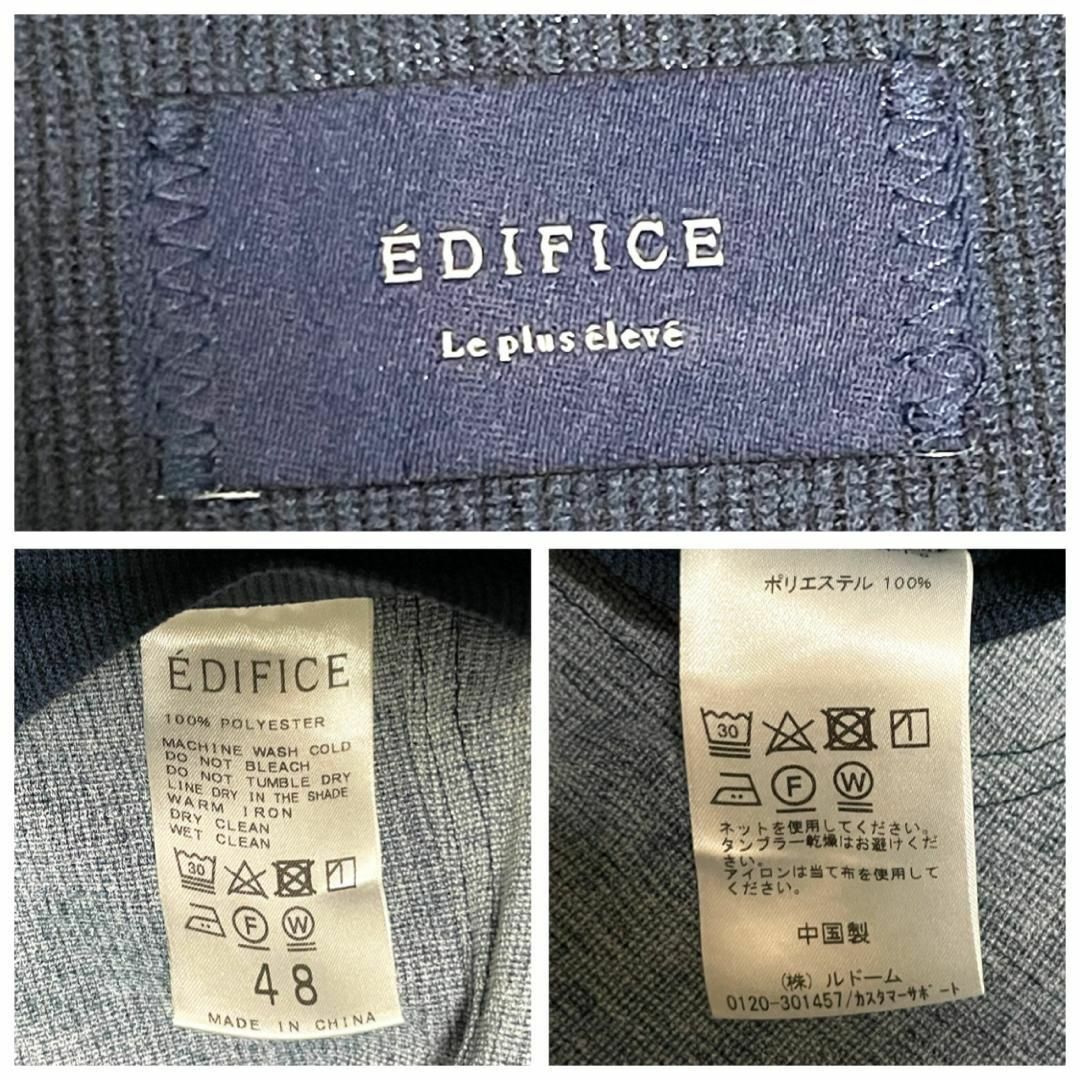 ÉDIFICE
Le plus élevé
ÉDIFICE
100% POLYESTER
MACHINE WASH COLD
DO NOT BLEACH
DO NOT TUMBLE DRY
LINE DRY IN THE SHADE
WARM IRON
DRY CLEAN
WET CLEAN
30
F W
48
MADE IN CHINA
ポリエステル 100%
30
F W
ネットを使用してください。
タンブラー乾燥はお避けくだ
さい。
アイロンは当て布を使用して
ください。
中国製
(株) ルドーム
0120-301457/カスタマーサポート